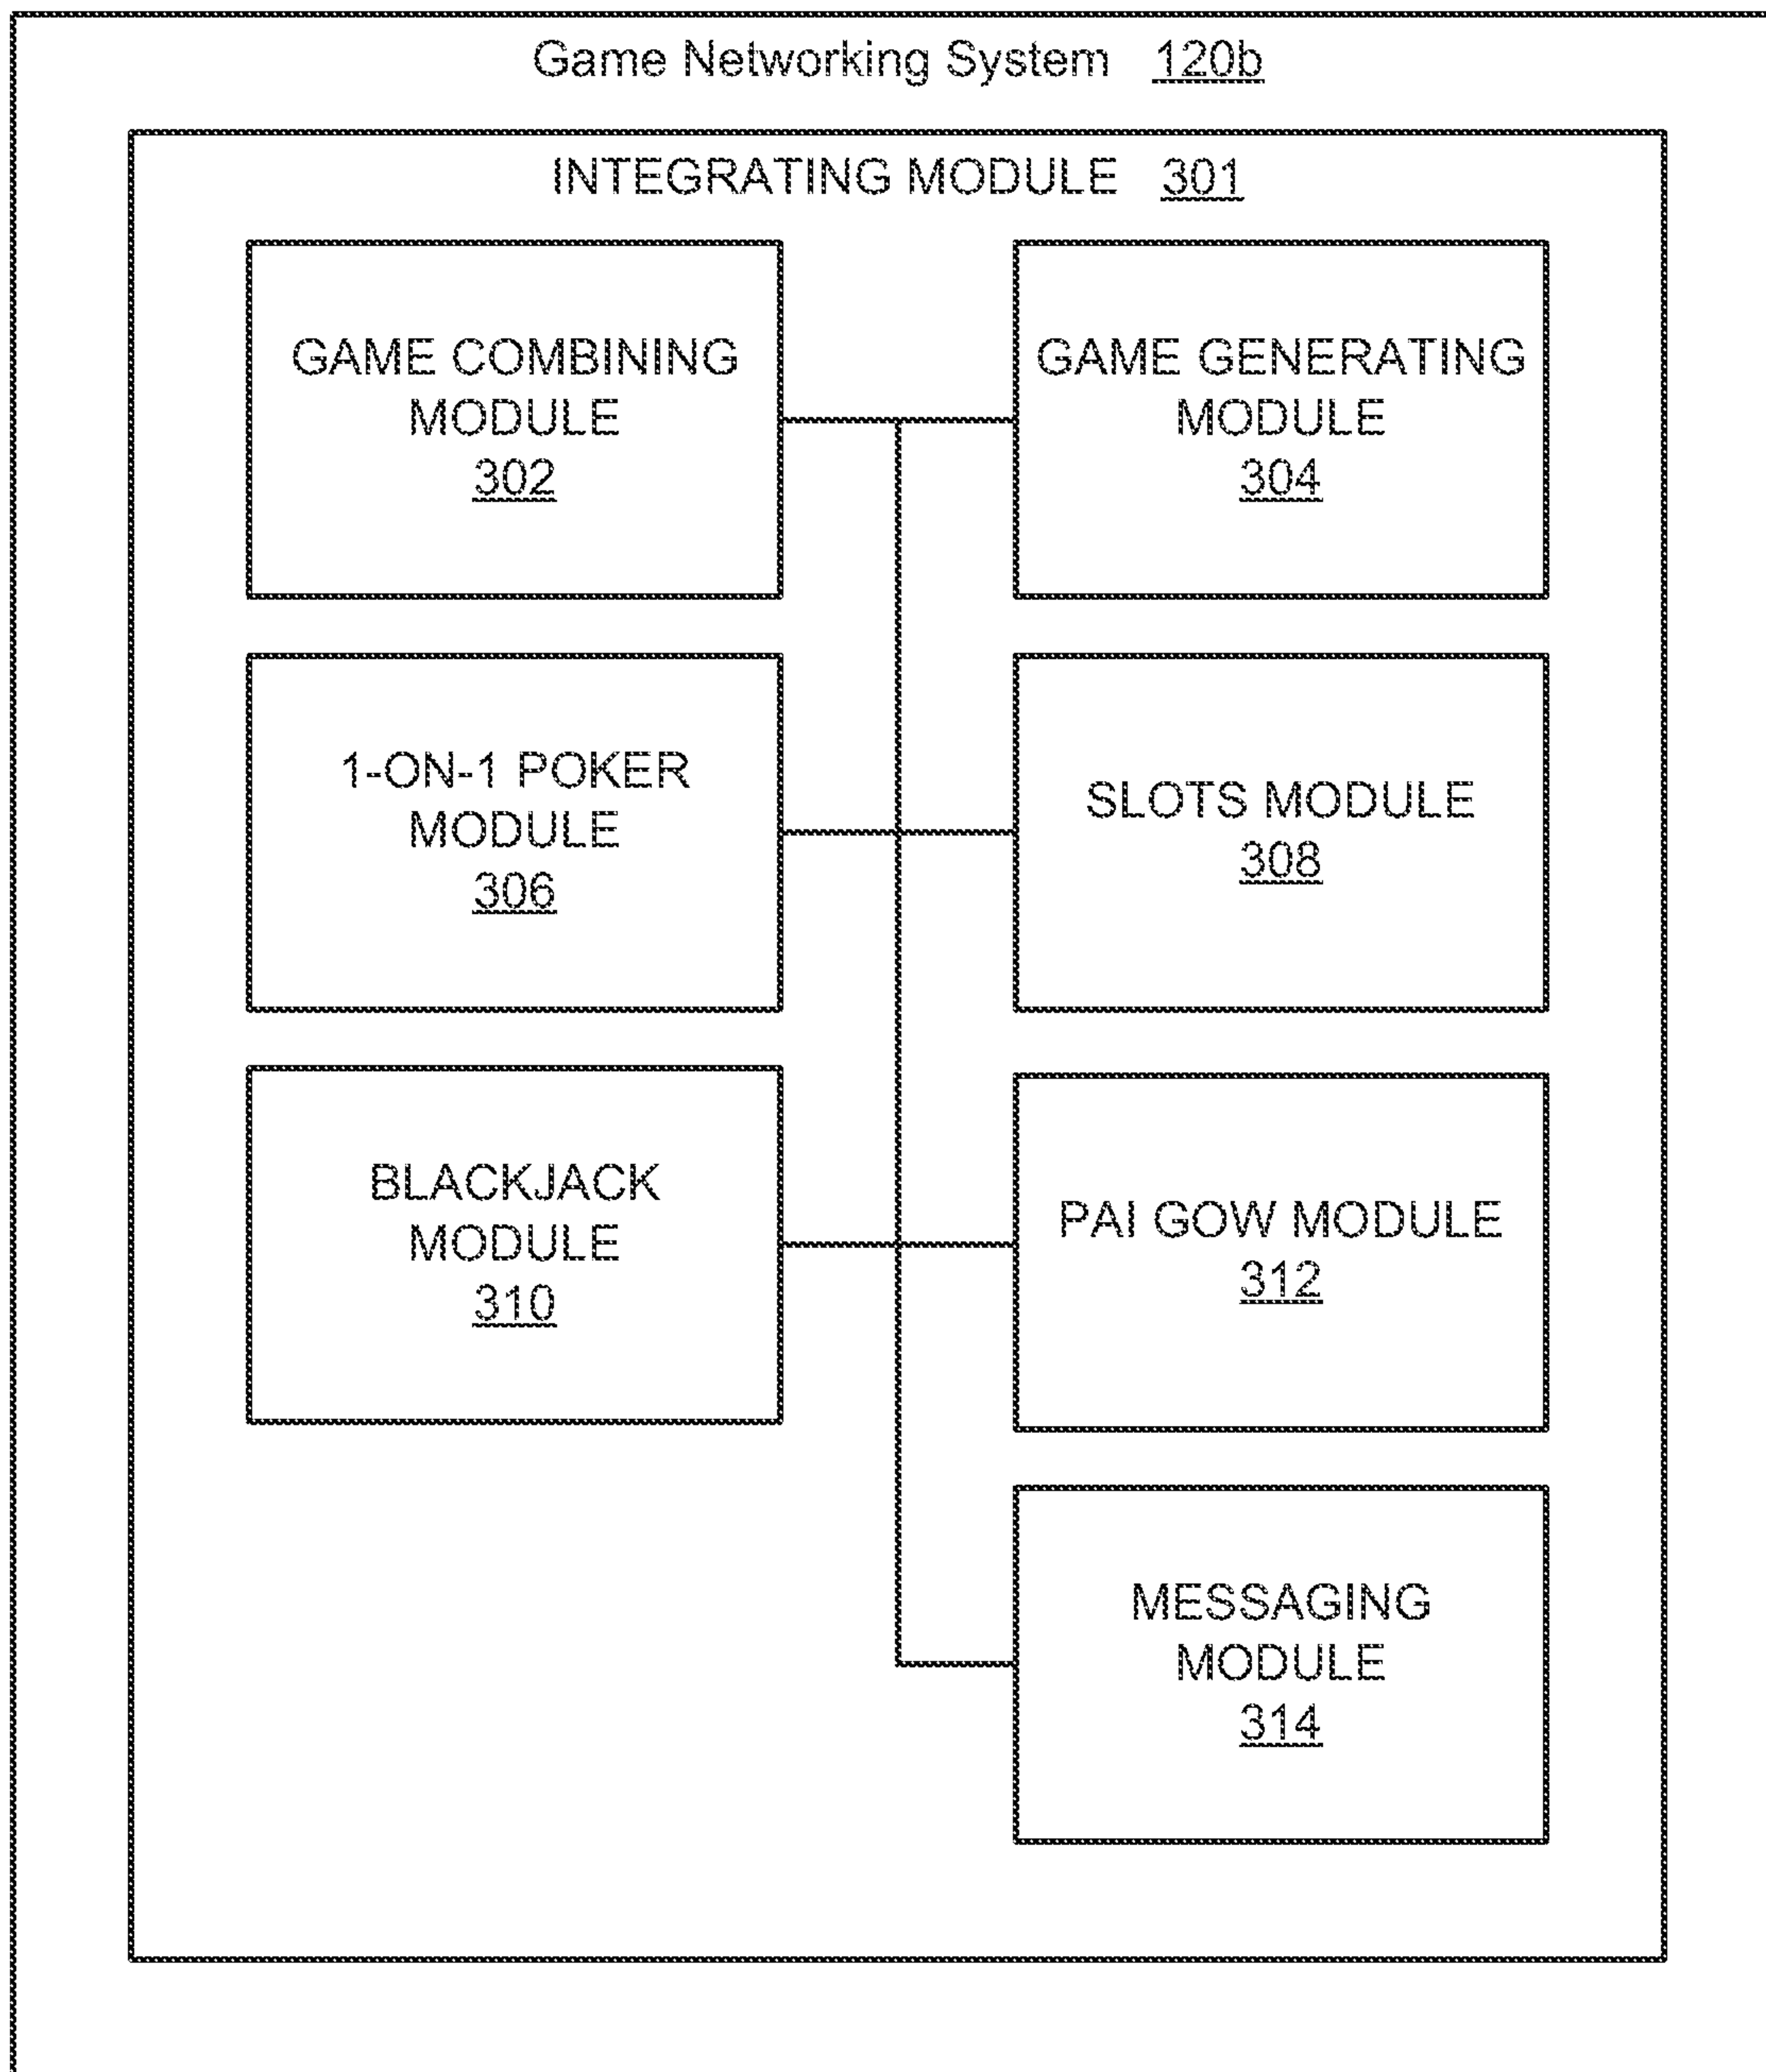 Game Networking System 120b
INTEGRATING MODULE 301
GAME COMBINING
MODULE
302
GAME GENERATING
MODULE
304
1-ON-1 POKER
MODULE
306
SLOTS MODULE
308
BLACKJACK
MODULE
310
PAI GOW MODULE
312
MESSAGING
MODULE
314